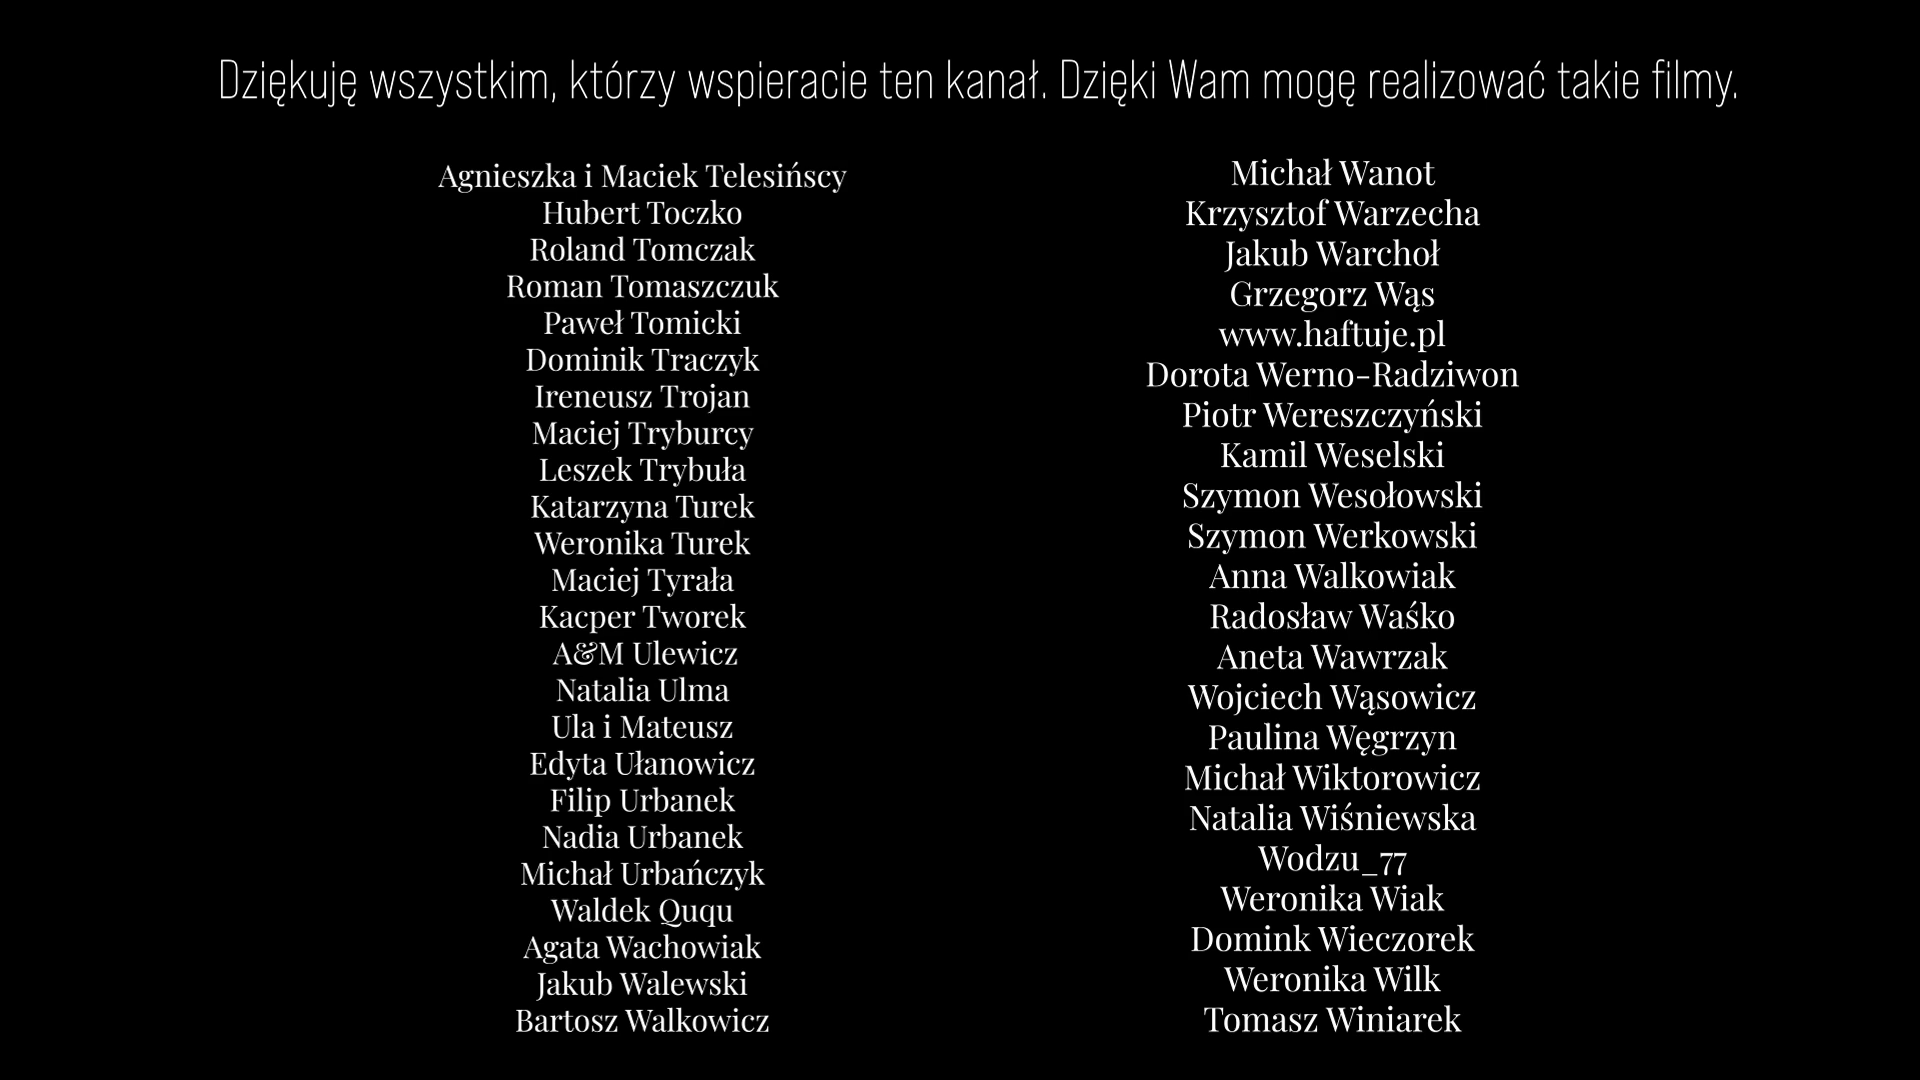 Dziękuję wszystkim, którzy wspieracie ten kanał. Dzięki Wam mogę realizować takie filmy.
Agnieszka i Maciek Telesińscy
Hubert Toczko
Roland Tomczak
Roman Tomaszczuk
Paweł Tomicki
Dominik Traczyk
Ireneusz Trojan
Maciej Tryburcy
Leszek Trybuła
Katarzyna Turek
Weronika Turek
Maciej Tyrała
Kacper Tworek
A&M Ulewicz
Natalia Ulma
Ula i Mateusz
Edyta Ułanowicz
Filip Urbanek
Nadia Urbanek
Michał Urbańczyk
Waldek Ququ
Agata Wachowiak
Jakub Walewski
Bartosz Walkowicz
Michał Wanot
Krzysztof Warzecha
Jakub Warchoł
Grzegorz Wąs
www.haftuje.pl
Dorota Werno-Radziwon
Piotr Wereszczyński
Kamil Weselski
Szymon Wesołowski
Szymon Werkowski
Anna Walkowiak
Radosław Waśko
Aneta Wawrzak
Wojciech Wąsowicz
Paulina Węgrzyn
Michał Wiktorowicz
Natalia Wiśniewska
Wodzu_77
Weronika Wiak
Domink Wieczorek
Weronika Wilk
Tomasz Winiarek